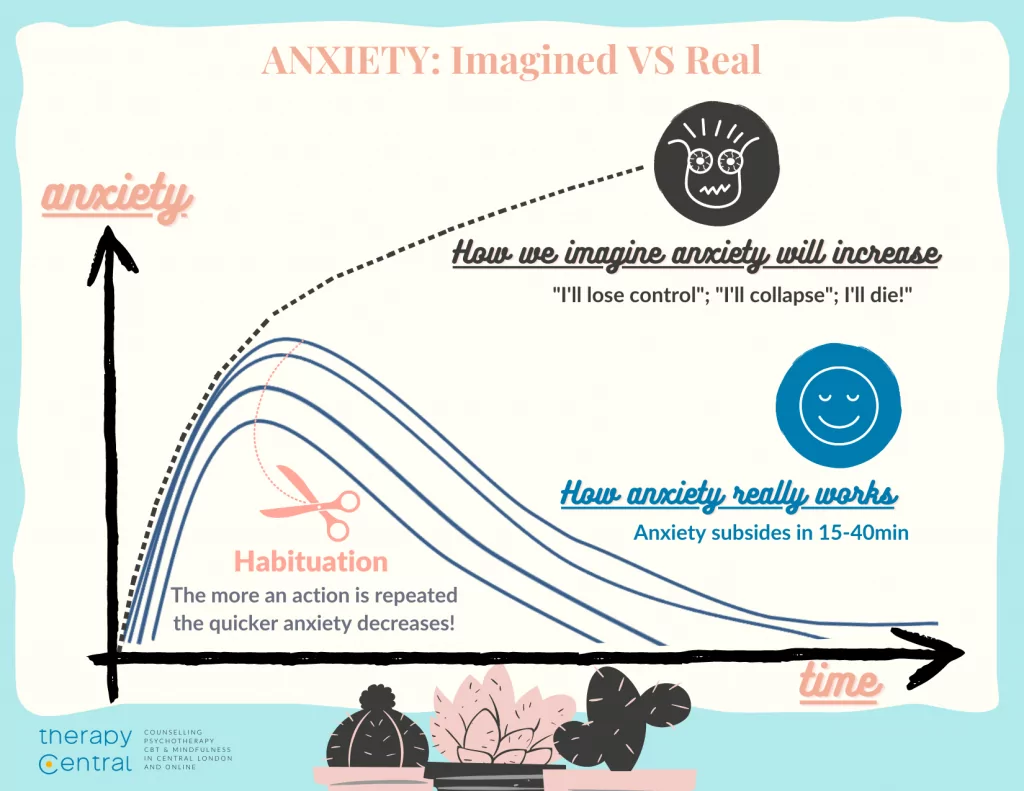 ANXIETY: Imagined VS Real
anxiety
How we imagine anxiety will increase
"I'll lose control"; "I'll collapse"; I'll die!"
How anxiety really works
Anxiety subsides in 15-40min
Habituation
The more an action is repeated
the quicker anxiety decreases!
time
therapy
Central
COUNSELLING
PSYCHOTHERAPY
CBT & MINDFULNESS
IN CENTRAL LONDON
AND ONLINE